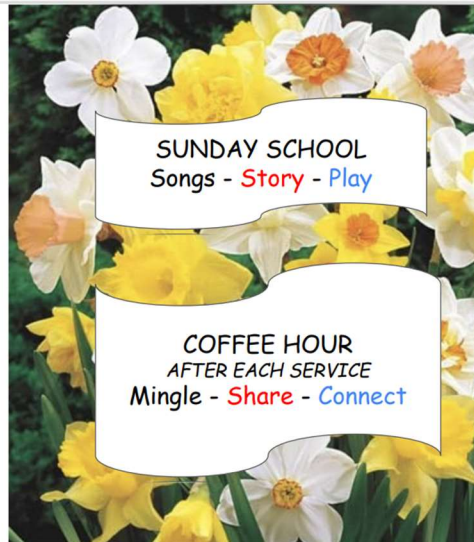 SUNDAY SCHOOL
Songs - Story - Play
COFFEE HOUR
AFTER EACH SERVICE
Mingle - Share - Connect